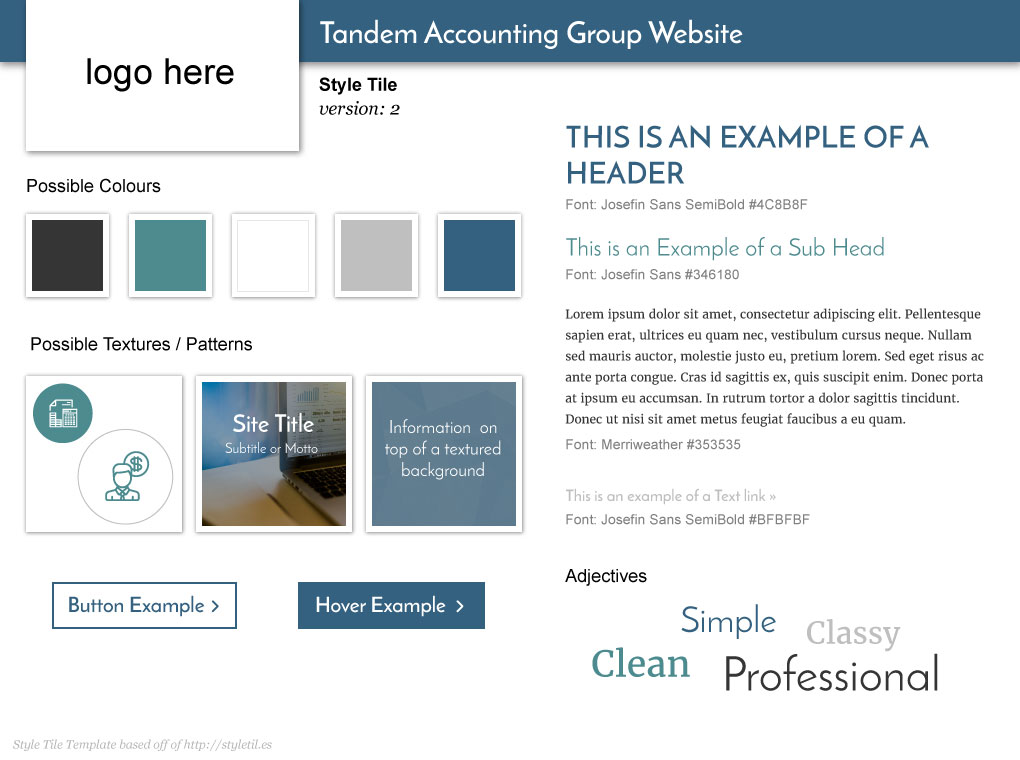 logo here
Tandem Accounting Group Website
Style Tile
version: 2
Possible Colours
Possible Textures / Patterns
Site Title
Subtitle or Motto
Information on
top of a textured
background
Button Example >
Hover Example >
THIS IS AN EXAMPLE OF A
HEADER
Font: Josefin Sans SemiBold #4C8B8F
This is an Example of a Sub Head
Font: Josefin Sans #346180
Lorem ipsum dolor sit amet, consectetur adipiscing elit. Pellentesque
sapien erat, ultrices eu quam nec, vestibulum cursus neque. Nullam
sed mauris auctor, molestie justo eu, pretium lorem. Sed eget risus ac
ante porta congue. Cras id sagittis ex, quis suscipit enim. Donec porta
at ipsum eu accumsan. In rutrum tortor a dolor sagittis tincidunt.
Donec ut nisi sit amet metus feugiat faucibus a eu quam.
Font: Merriweather #353535
This is an example of a Text link »
Font: Josefin Sans SemiBold #BFBFBF
Adjectives
Simple
Classy
Clean
Professional
Style Tile Template based off of http://styletil.es